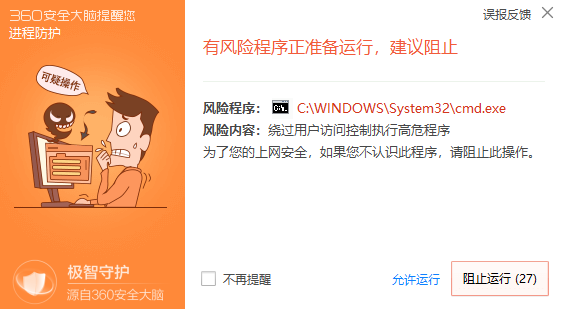 360安全大脑提醒您
进程防护
可疑操作
极智守护
源自360安全大脑
误报反馈
有风险程序正准备运行，建议阻止
风险程序： C:\WINDOWS\System32\cmd.exe
风险内容：绕过用户访问控制执行高危程序
为了您的上网安全，如果您不认识此程序，请阻止此操作。
不再提醒
允许运行
阻止运行 (27)